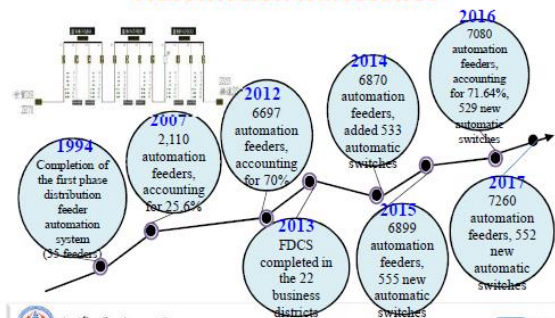 1994
Completion of
the first phase
distribution
feeder
automation
system
(35 feeders)
2007
2,110
automation
feeders,
accounting
for 25.6%
2012
6697
automation
feeders,
accounting
for 70%
2013
FDCS
completed in
the 22
business
districts
2014
6870
automation
feeders,
added 533
automatic
switches
2015
6899
automation
feeders,
555 new
automatic
switches
2016
7080
automation
feeders,
accounting
for 71.64%,
529 new
automatic
switches
2017
7260
automation
feeders, 552
new
automatic
switches